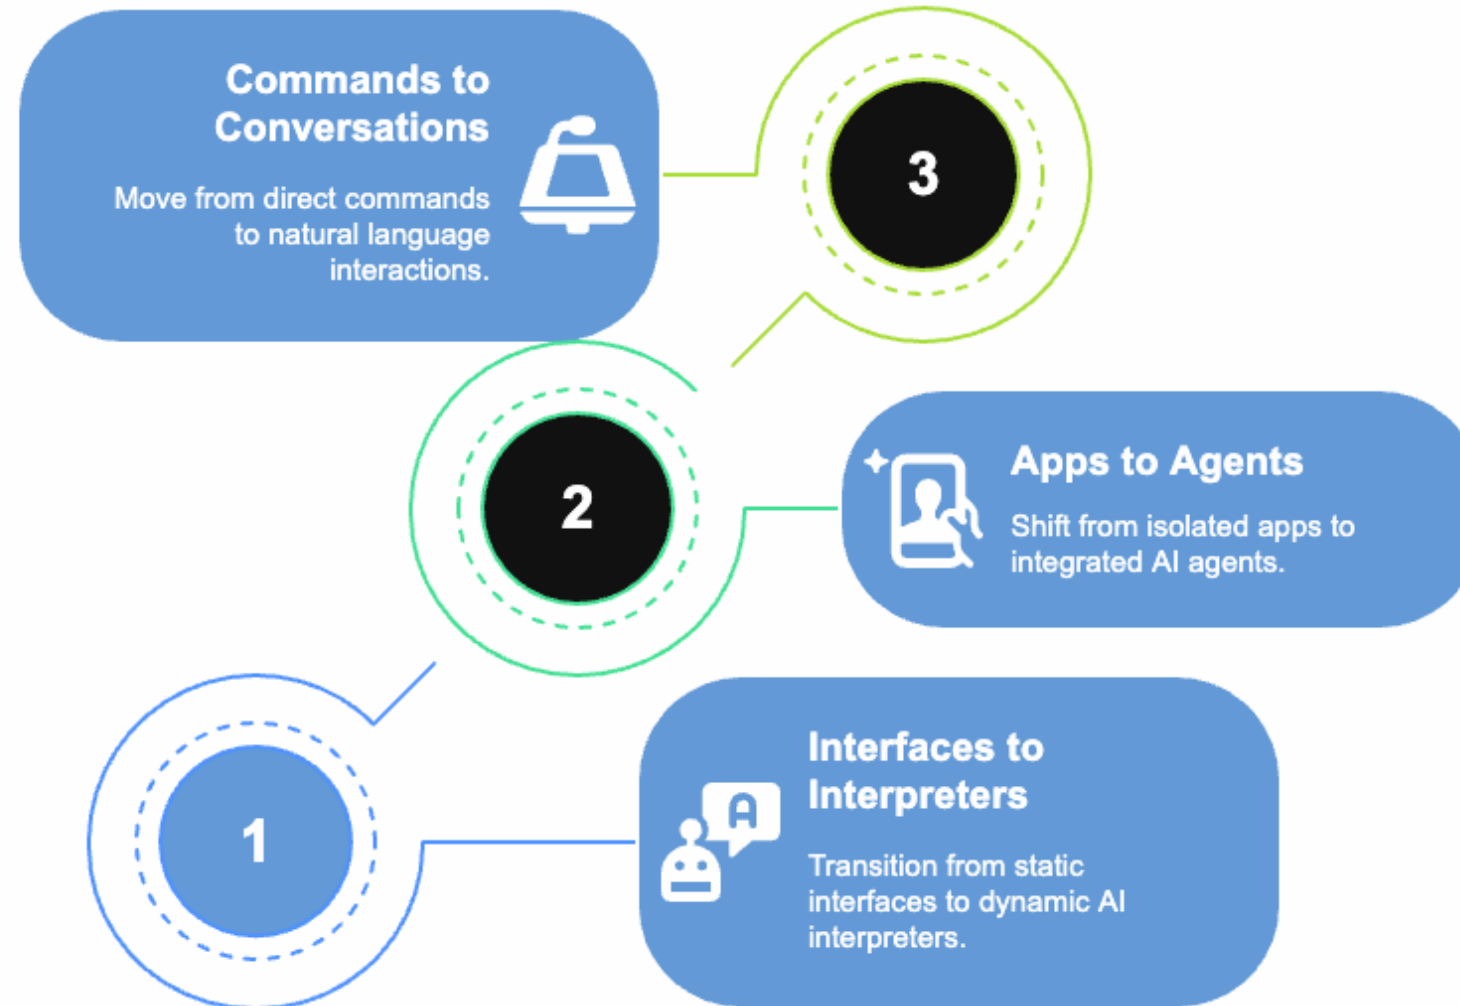 Commands to
Conversations
Move from direct commands
to natural language
interactions.
3
2
Apps to Agents
Shift from isolated apps to
integrated AI agents.
1
Interfaces to
Interpreters
A
Transition from static
interfaces to dynamic AI
interpreters.